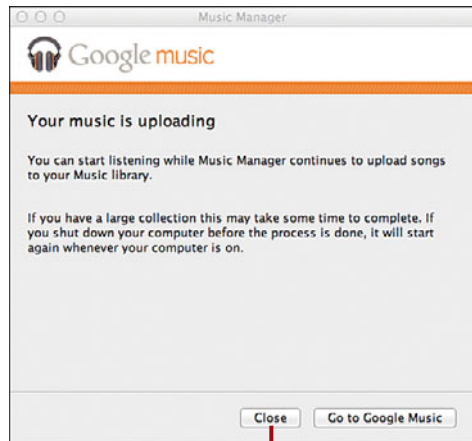 Music Manager
Google music
Your music is uploading
You can start listening while Music Manager continues to upload songs
to your Music library.
If you have a large collection this may take some time to complete. If
you shut down your computer before the process is done, it will start
again whenever your computer is on.
Close Go to Google Music